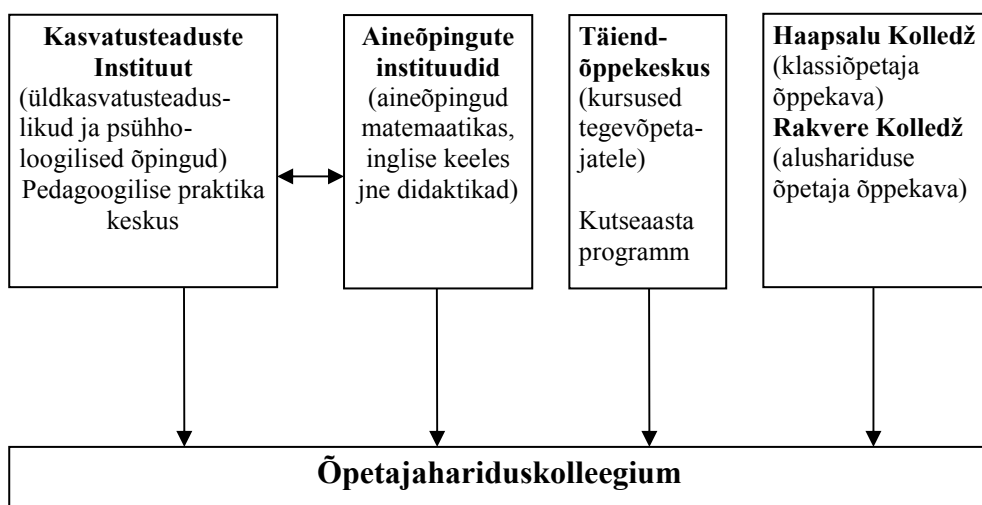 Kasvatusteaduste
Instituut
(üldkasvatusteadus-
likud ja psühho-
loogilised õpingud)
Pedagoogilise praktika
keskus
Aineõpingute
instituudid
(aineõpingud
matemaatikas,
inglise keeles
jne didaktikad)
Täiend-
õppekeskus
(kursused
tegevõpeta-
jatele)
Kutseaasta
programm
Haapsalu Kolledž
(klassiõpetaja
õppekava)
Rakvere Kolledž
(alushariduse
õpetaja õppekava)
Õpetajahariduskolleegium